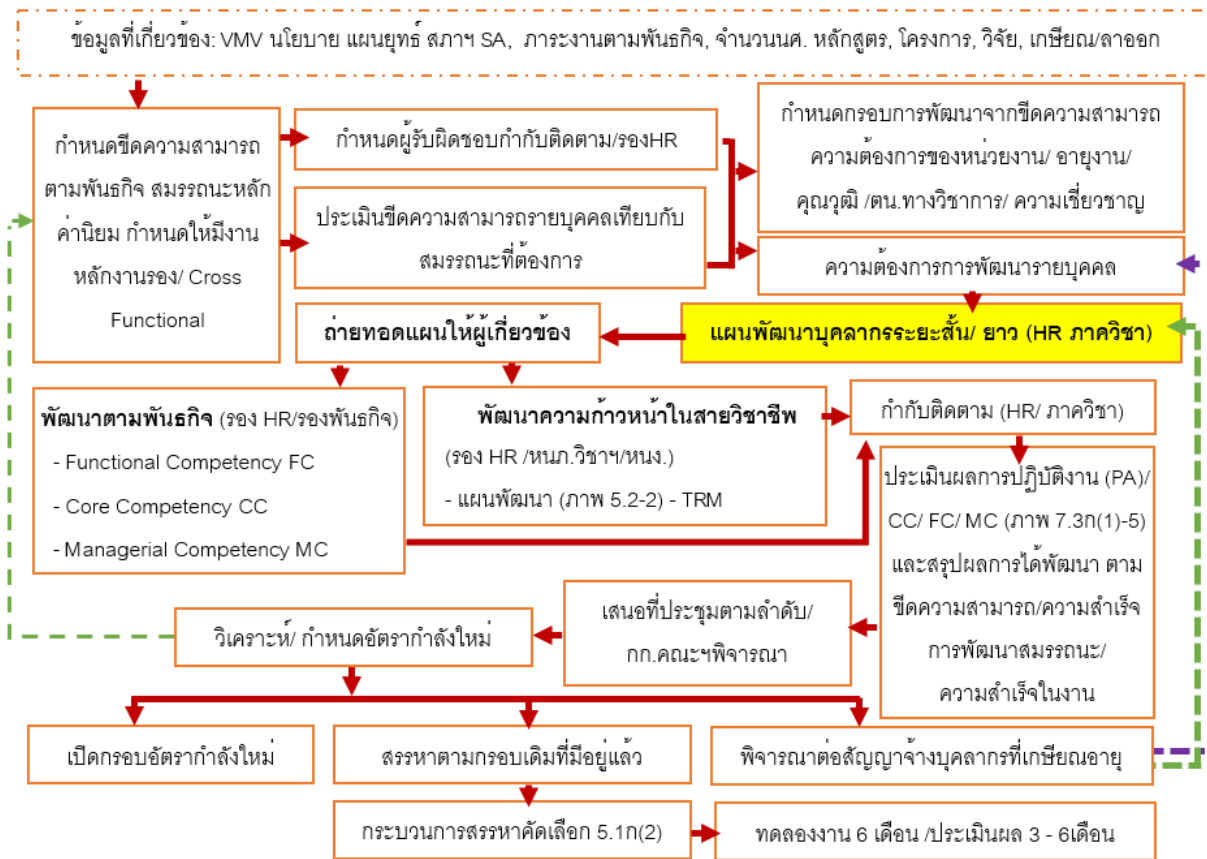 ข้อมูลที่เกี่ยวข้อง: VMV นโยบาย แผนยุทธ์ สภาฯ SA, ภาระงานตามพันธกิจ, จำนวนนศ. หลักสูตร, โครงการ, วิจัย, เกษียณ/ลาออก
กำหนดขีดความสามารถ
ตามพันธกิจ สมรรถนะหลัก
ค่านิยม กำหนดให้มีงาน
หลักงานรอง/ Cross
Functional
กำหนดผู้รับผิดชอบกำกับติดตาม/รองHR
ประเมินขีดความสามารถรายบุคคลเทียบกับ
สมรรถนะที่ต้องการ
กำหนดกรอบการพัฒนาจากขีดความสามารถ
ความต้องการของหน่วยงาน/ อายุงาน/
คุณวุฒิ /ตน.ทางวิชาการ/ ความเชี่ยวชาญ
ความต้องการการพัฒนารายบุคคล
ถ่ายทอดแผนให้ผู้เกี่ยวข้อง
แผนพัฒนาบุคลากรระยะสั้น/ ยาว (HR ภาควิชา)
พัฒนาตามพันธกิจ (รอง HR/รองพันธกิจ)
- Functional Competency FC
- Core Competency CC
- Managerial Competency MC
พัฒนาความก้าวหน้าในสายวิชาชีพ
(รอง HR /หนภ.วิชาฯ/หนง.)
- แผนพัฒนา (ภาพ 5.2-2) - TRM
กำกับติดตาม (HR/ ภาควิชา)
ประเมินผลการปฏิบัติงาน (PA)/
CC/ FC/ MC (ภาพ 7.3ก(1)-5)
และสรุปผลการได้พัฒนา ตาม
ขีดความสามารถ/ความสำเร็จ
การพัฒนาสมรรถนะ/
ความสำเร็จในงาน
เสนอที่ประชุมตามลำดับ/
กก.คณะฯพิจารณา
วิเคราะห์/ กำหนดอัตรากำลังใหม่
เปิดกรอบอัตรากำลังใหม่
สรรหาตามกรอบเดิมที่มีอยู่แล้ว
พิจารณาต่อสัญญาจ้างบุคลากรที่เกษียณอายุ
กระบวนการสรรหาคัดเลือก 5.1ก(2)
ทดลองงาน 6 เดือน /ประเมินผล 3 - 6เดือน